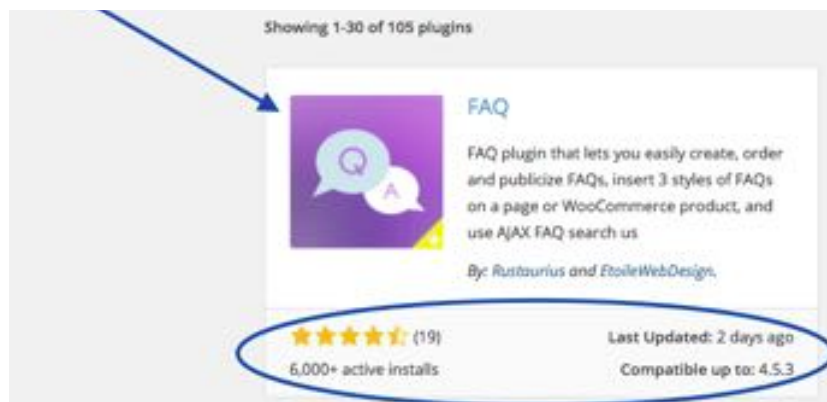 Showing 1-30 of 105 plugins
FAQ
Q
A
FAQ plugin that lets you easily create, order
and publicize FAQs, insert 3 styles of FAQs
on a page or WooCommerce product, and
use AJAX FAQ search us
By: Rustaurius and EtoileWebDesign.
(19)
Last Updated: 2 days ago
6,000+ active installs
Compatible up to: 4.5.3